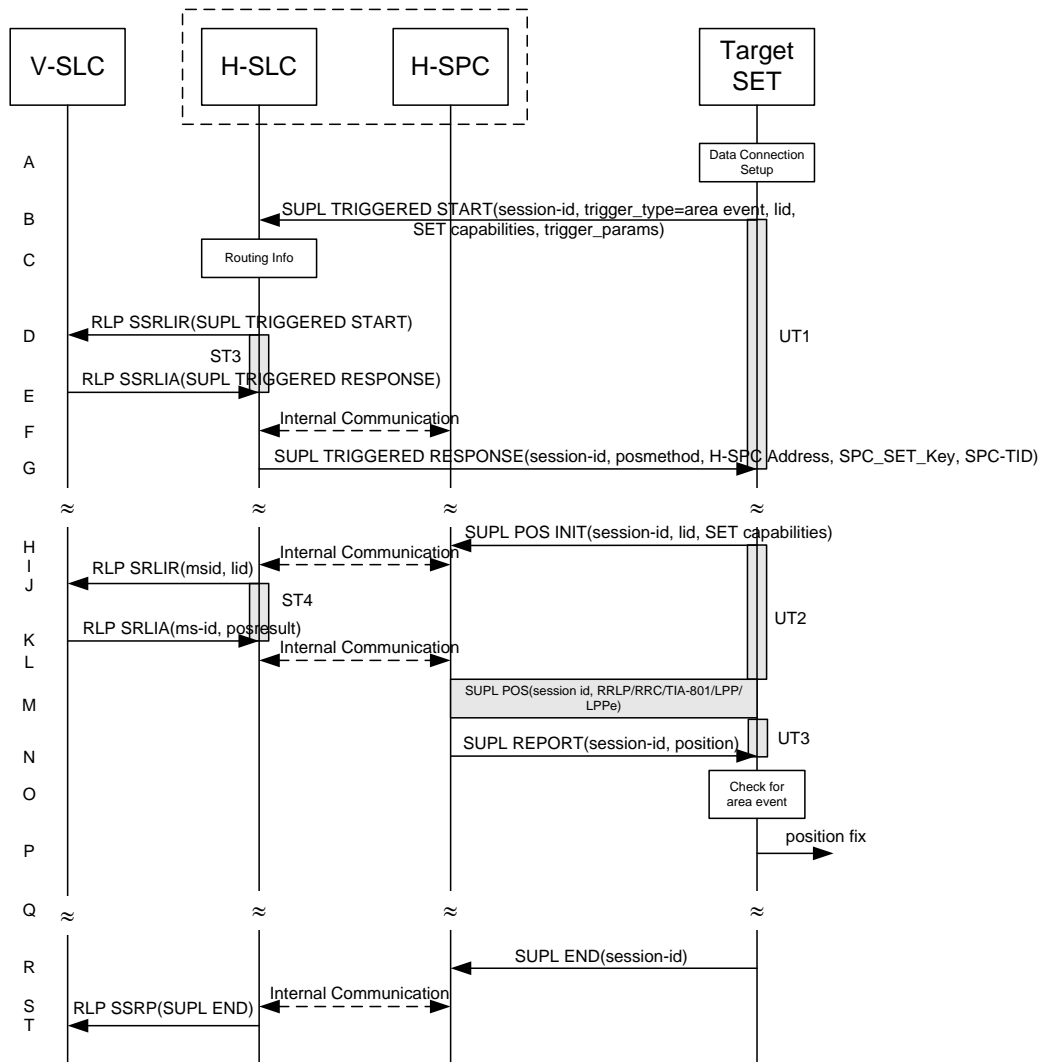 V-SLC
H-SLC
H-SPC
Target
SET
A
Data Connection
Setup
B
SUPL TRIGGERED START(session-id, trigger_type=area event, lid,
SET capabilities, trigger_params)
C
Routing Info
D
RLP SSRLIR(SUPL TRIGGERED START)
UT1
ST3
E
RLP SSRLIA(SUPL TRIGGERED RESPONSE)
F
Internal Communication
G
SUPL TRIGGERED RESPONSE(session-id, posmethod, H-SPC Address, SPC_SET_Key, SPC-TID)
≈ ≈ ≈ ≈
H
SUPL POS INIT(session-id, lid, SET capabilities)
I
Internal Communication
J
RLP SRLIR(msid, lid)
ST4
UT2
K
RLP SRLIA(ms-id, posresult)
L
Internal Communication
M
SUPL POS(session id, RRLP/RRC/TIA-801/LPP/
LPPe)
N
SUPL REPORT(session-id, position)
UT3
O
Check for
area event
P
position fix
Q
≈ ≈ ≈ ≈
R
SUPL END(session-id)
S
Internal Communication
T
RLP SSRP(SUPL END)